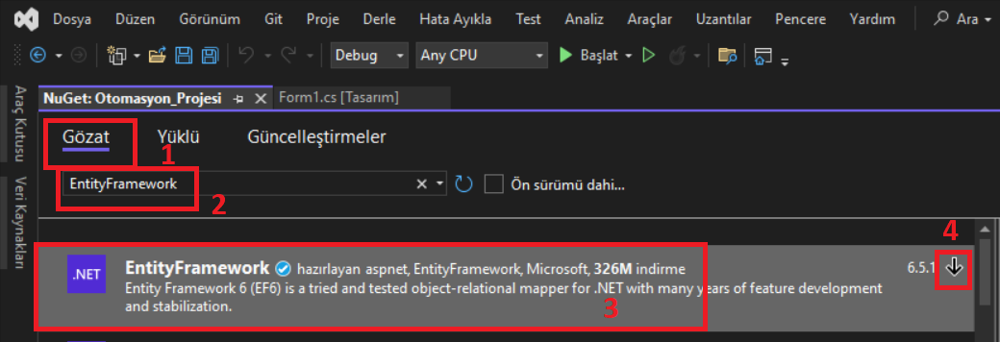 Dosya Düzen Görünüm Git Proje Derle Hata Ayıkla Test Analiz Araçlar Uzantılar Pencere Yardım Ara
Debug Any CPU Başlat
Araç Kutusu
Veri Kaynakları
NuGet: Otomasyon_Projesi Form1.cs [Tasarım]
Gözat Yüklü Güncelleştirmeler
1
EntityFramework Ön sürümü dahi...
2
4
EntityFramework hazırlayan aspnet, EntityFramework, Microsoft, 326M indirme 6.5.1
.NET
Entity Framework 6 (EF6) is a tried and tested object-relational mapper for .NET with many years of feature development
and stabilization.
3